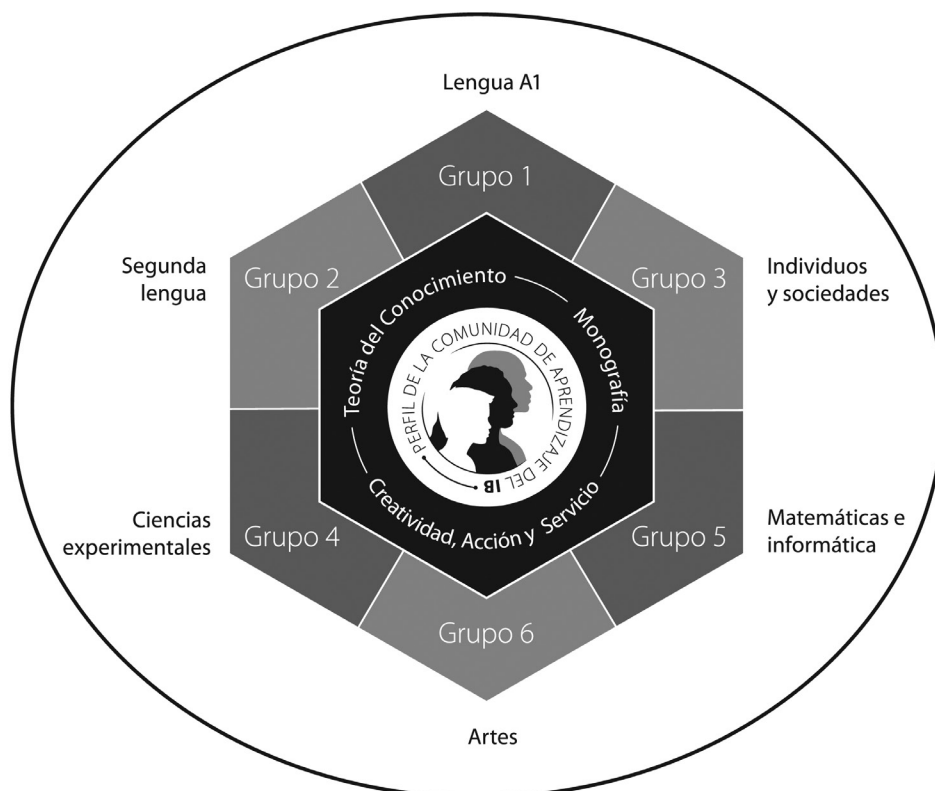 Lengua A1
Grupo 1
Segunda
lengua
Grupo 2
Grupo 3
Individuos
y sociedades
Teoría del Conocimiento
Monografía
Creatividad, Acción y Servicio
PERFIL DE LA COMUNIDAD DE APRENDIZAJE DEL IB
Ciencias
experimentales
Grupo 4
Grupo 5
Matemáticas e
informática
Grupo 6
Artes